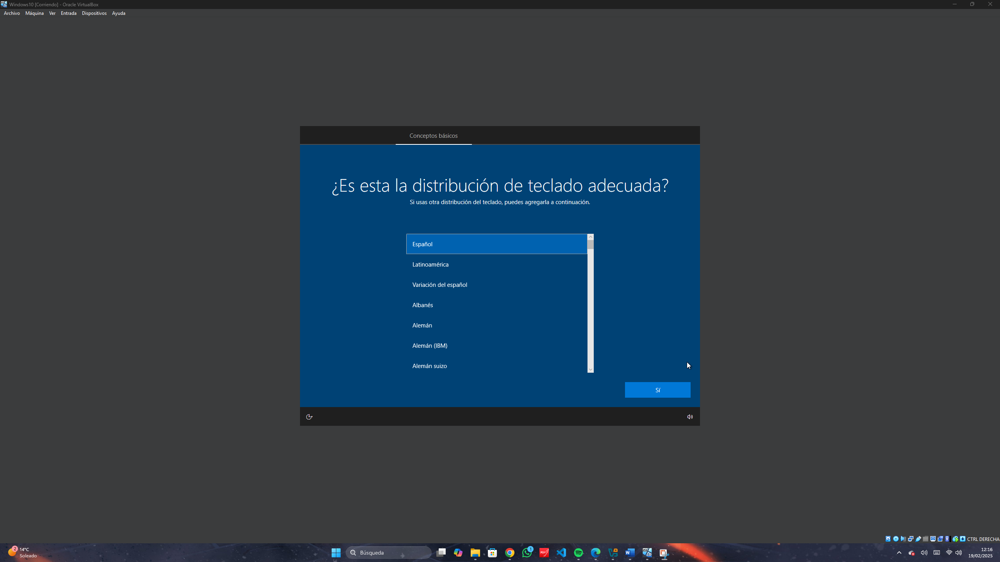 Windows10 [Corriendo] - Oracle VirtualBox
Archivo Máquina Ver Entrada Dispositivos Ayuda
Conceptos básicos
¿Es esta la distribución de teclado adecuada?
Si usas otra distribución del teclado, puedes agregarla a continuación.
Español
Latinoamérica
Variación del español
Albanés
Alemán
Alemán (IBM)
Alemán suizo
Sí
CTRL DERECHA
2
14°C
Soleado
Búsqueda
1
PDF
W
12:16
19/02/2025